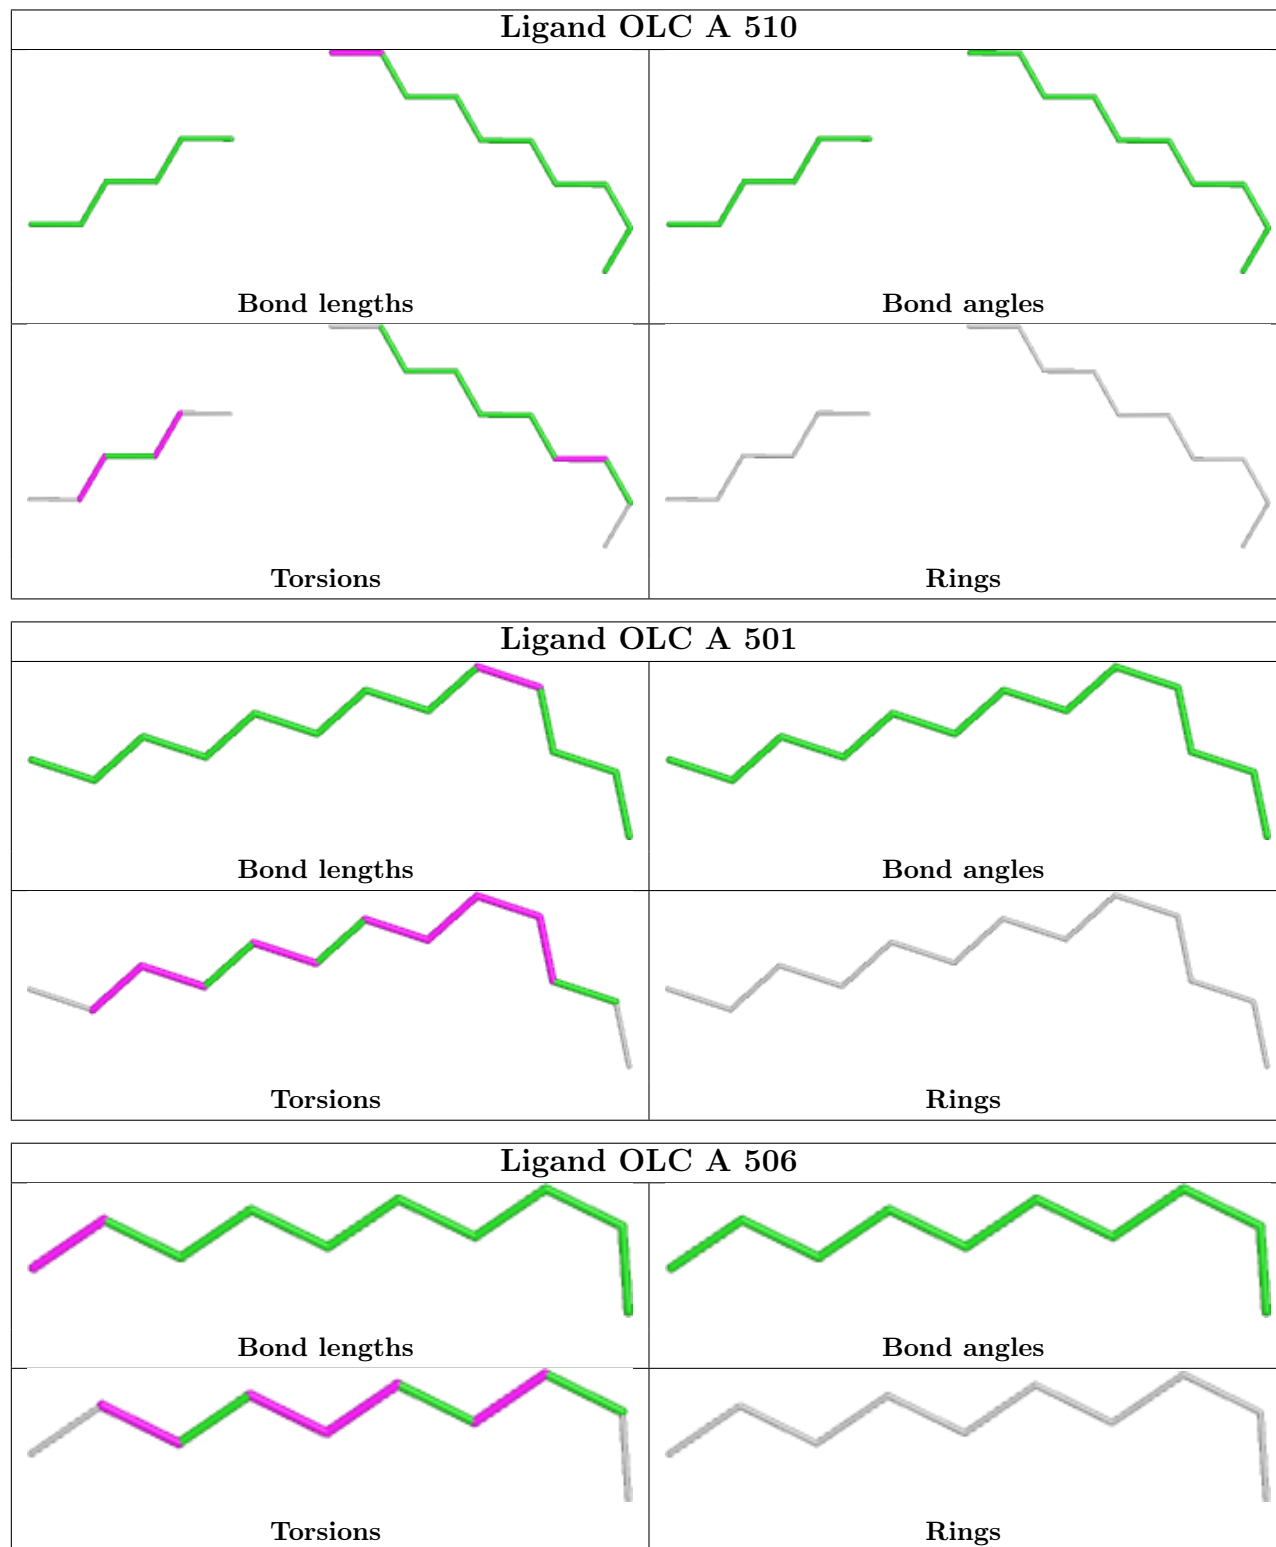 Ligand OLC A 510
Bond lengths
Bond angles
Torsions
Rings
Ligand OLC A 501
Bond lengths
Bond angles
Torsions
Rings
Ligand OLC A 506
Bond lengths
Bond angles
Torsions
Rings